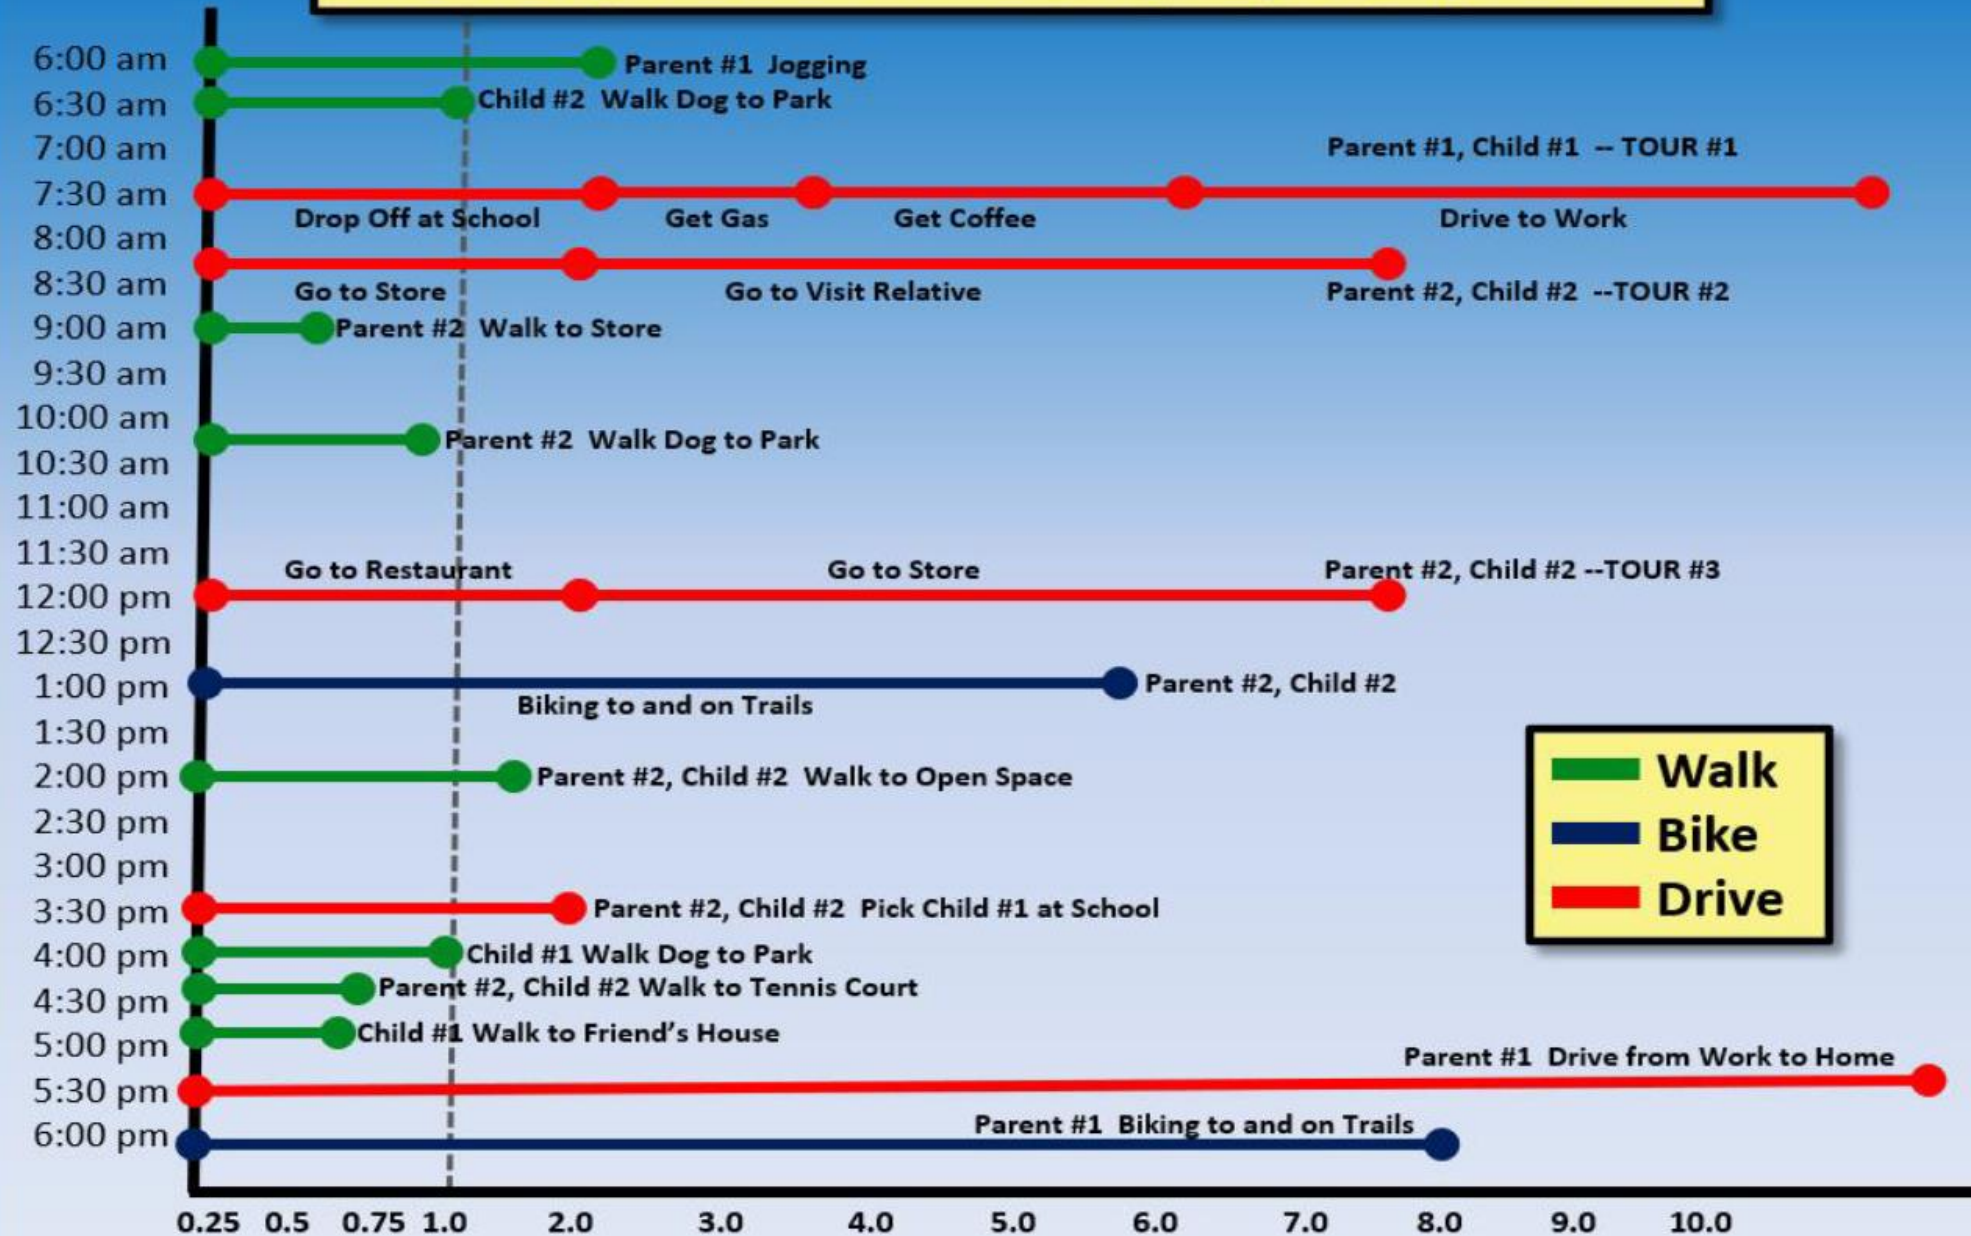 6:00 am
Parent #1 Jogging
6:30 am
Child #2 Walk Dog to Park
7:00 am
Parent #1, Child #1 -- TOUR #1
7:30 am
Drop Off at School
Get Gas
Get Coffee
Drive to Work
8:00 am
8:30 am
Go to Store
Go to Visit Relative
Parent #2, Child #2 --TOUR #2
9:00 am
Parent #2 Walk to Store
9:30 am
10:00 am
Parent #2 Walk Dog to Park
10:30 am
11:00 am
11:30 am
Go to Restaurant
Go to Store
Parent #2, Child #2 --TOUR #3
12:00 pm
12:30 pm
1:00 pm
Parent #2, Child #2
Biking to and on Trails
1:30 pm
2:00 pm
Parent #2, Child #2 Walk to Open Space
2:30 pm
3:00 pm
3:30 pm
Parent #2, Child #2 Pick Child #1 at School
4:00 pm
Child #1 Walk Dog to Park
4:30 pm
Parent #2, Child #2 Walk to Tennis Court
Child #1 Walk to Friend's House
5:00 pm
Parent #1 Drive from Work to Home
5:30 pm
Parent #1 Biking to and on Trails
6:00 pm
Walk
Bike
Drive
0.25 0.5 0.75 1.0 2.0 3.0 4.0 5.0 6.0 7.0 8.0 9.0 10.0